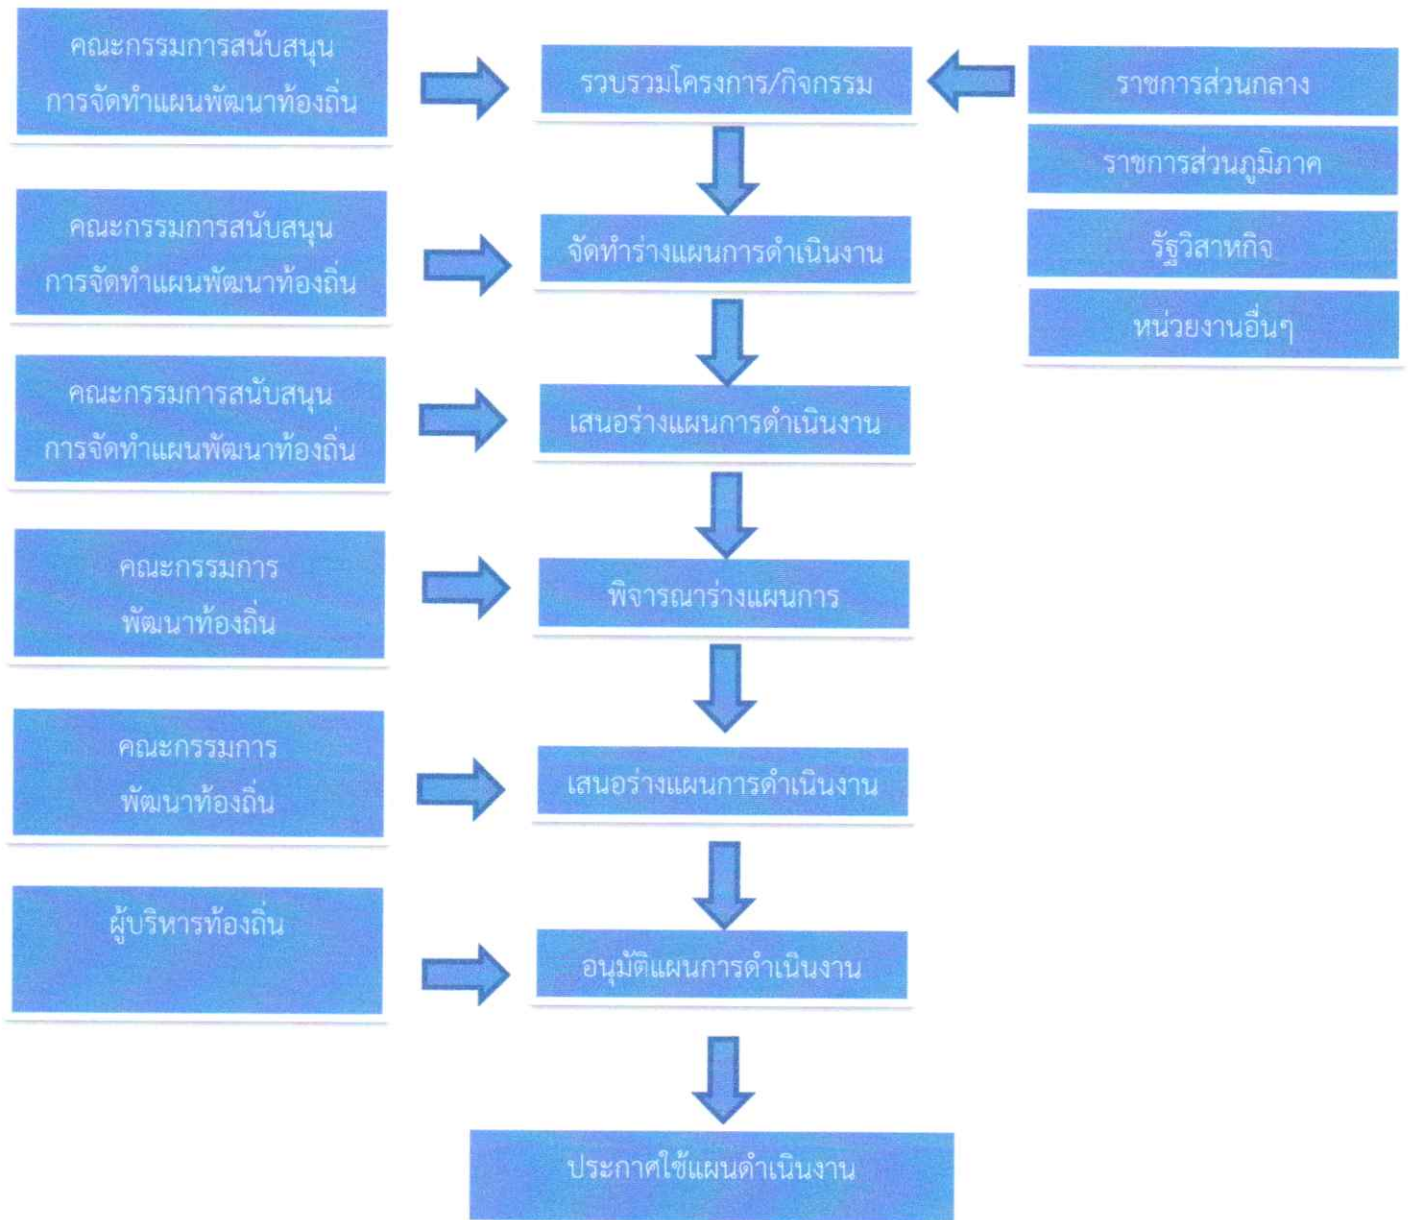 คณะกรรมการสนับสนุน
การจัดทำแผนพัฒนาท้องถิ่น
รวบรวมโครงการ/กิจกรรม
ราชการส่วนกลาง
ราชการส่วนภูมิภาค
รัฐวิสาหกิจ
หน่วยงานอื่นๆ
คณะกรรมการสนับสนุน
การจัดทำแผนพัฒนาท้องถิ่น
จัดทำร่างแผนการดำเนินงาน
คณะกรรมการสนับสนุน
การจัดทำแผนพัฒนาท้องถิ่น
เสนอร่างแผนการดำเนินงาน
คณะกรรมการ
พัฒนาท้องถิ่น
พิจารณาร่างแผนการ
คณะกรรมการ
พัฒนาท้องถิ่น
เสนอร่างแผนการดำเนินงาน
ผู้บริหารท้องถิ่น
อนุมัติแผนการดำเนินงาน
ประกาศใช้แผนดำเนินงาน